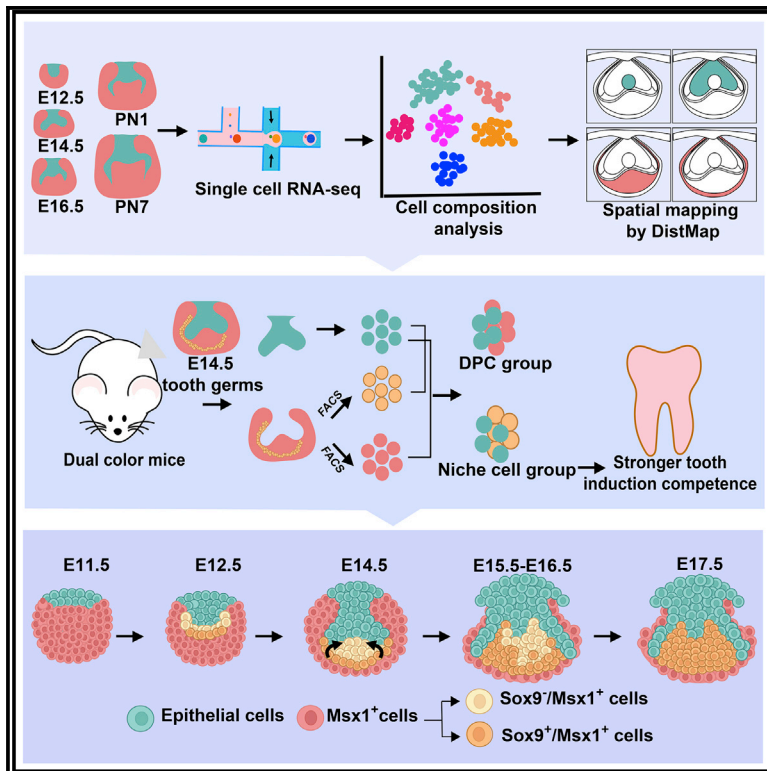 E12.5
PN1
E14.5
E16.5
PN7
Single cell RNA-seq
Cell composition
analysis
Spatial mapping
by DistMap
E14.5
tooth germs
Dual color mice
FACS
FACS
DPC group
Niche cell group
Stronger tooth
induction competence
E11.5
E12.5
E14.5
E15.5-E16.5
E17.5
Epithelial cells
Msx1⁺cells
Sox9⁻/Msx1⁺ cells
Sox9⁺/Msx1⁺ cells